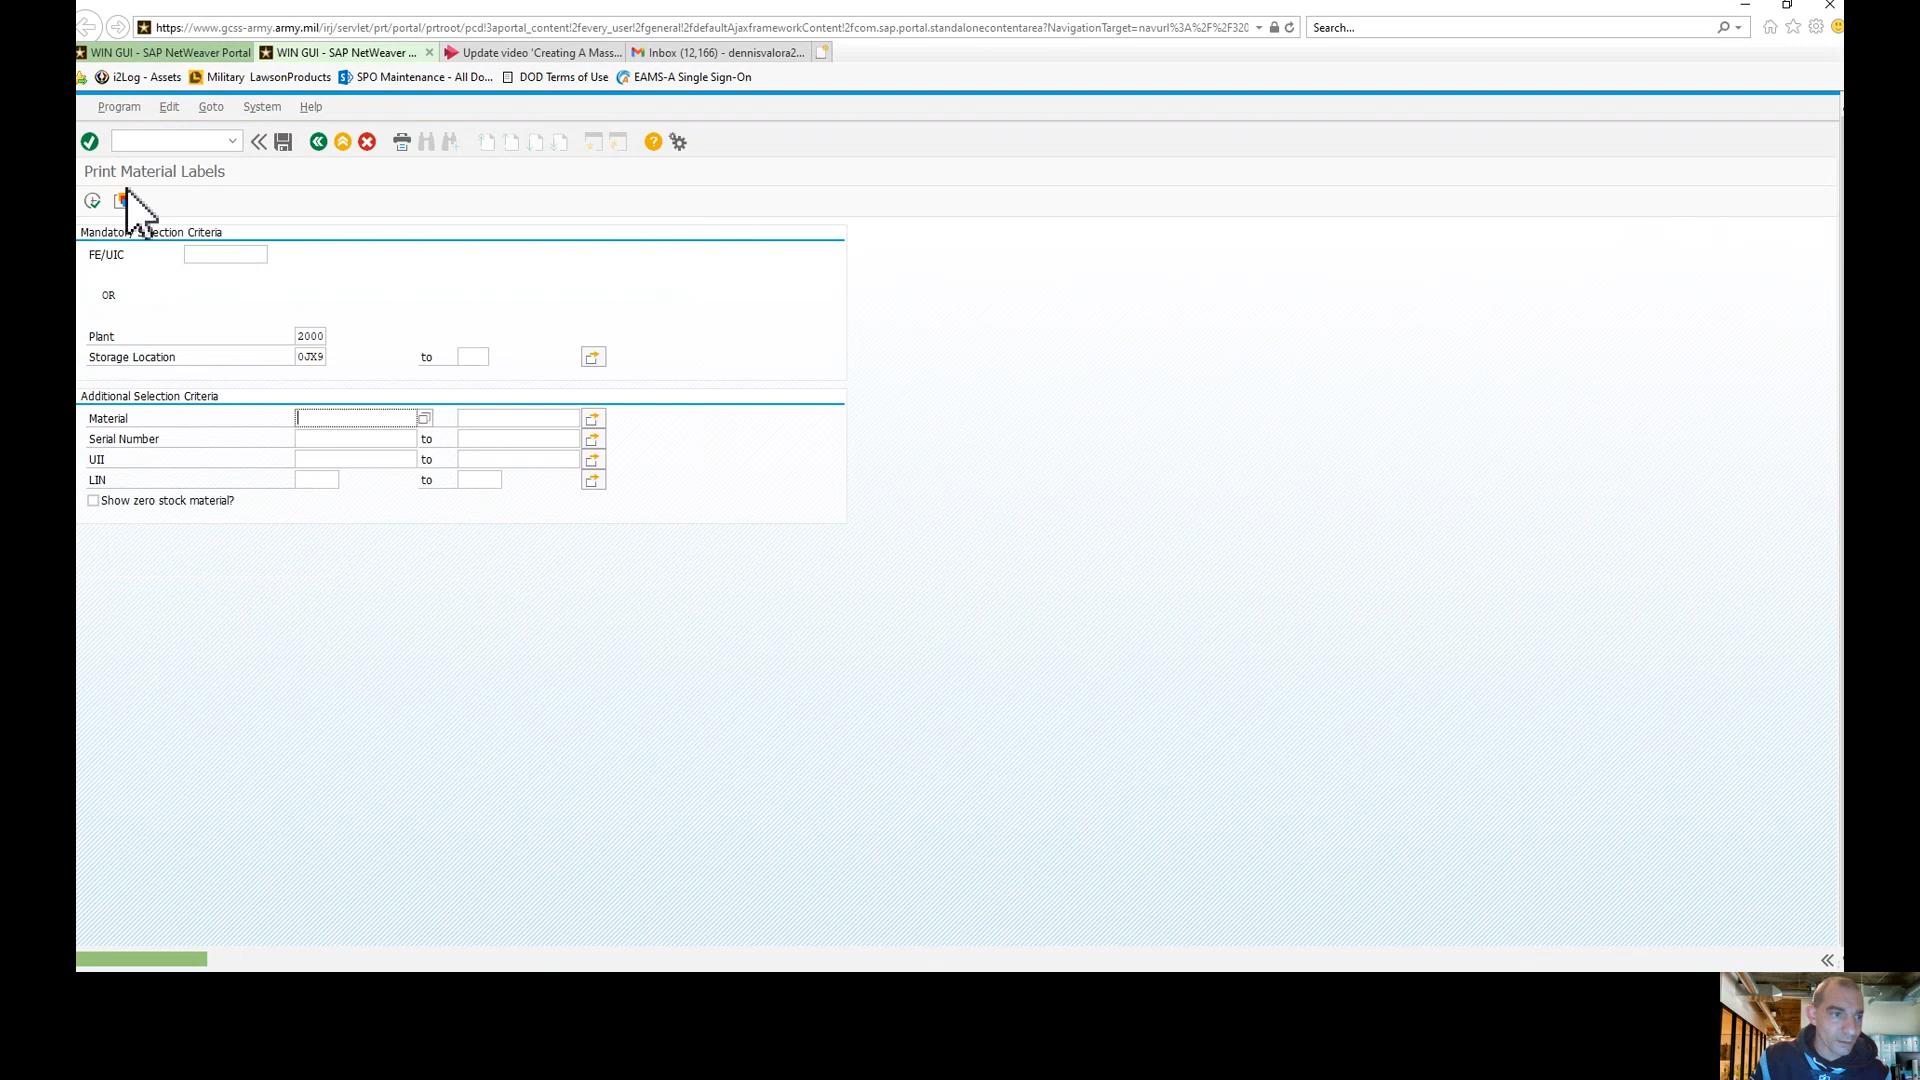 https://www.gcss-army.army.mil/irj/servlet/prt/portal/prtroot/pcd!3aportal_content!2fevery_user!2fgeneral!2fdefaultAjaxframeworkContent!2fcom.sap.portal.standalonecontentarea?NavigationTarget=navurl%3A%2F%2F320 Search...
WIN GUI - SAP NetWeaver Portal WIN GUI - SAP NetWeaver ... Update video 'Creating A Mass... Inbox (12,166) - dennisvalora2...
i2Log - Assets Military LawsonProducts SPO Maintenance - All Do... DOD Terms of Use EAMS-A Single Sign-On
Program Edit Goto System Help
Print Material Labels
Mandatory Selection Criteria
FE/UIC
OR
Plant 2000
Storage Location 0JX9 to
Additional Selection Criteria
Material
Serial Number to
UII to
LIN to
Show zero stock material?